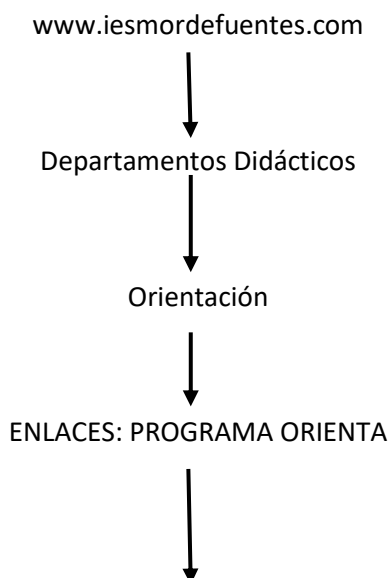 www.iesmordefuentes.com
Departamentos Didácticos
Orientación
ENLACES: PROGRAMA ORIENTA